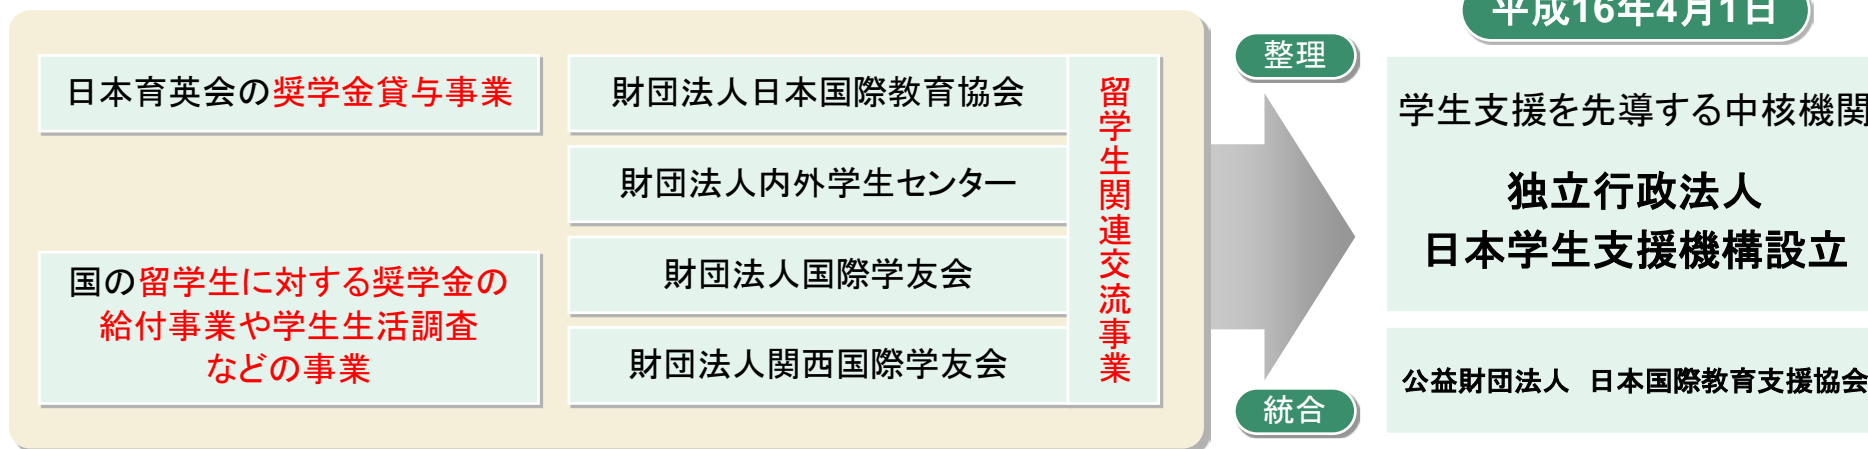 日本育英会の奨学金貸与事業
国の留学生に対する奨学金の
給付事業や学生生活調査
などの事業
財団法人日本国際教育協会
財団法人内外学生センター
財団法人国際学友会
財団法人関西国際学友会
留学生関連交流事業
整理
統合
平成16年4月1日
学生支援を先導する中核機関
独立行政法人
日本学生支援機構設立
公益財団法人 日本国際教育支援協会